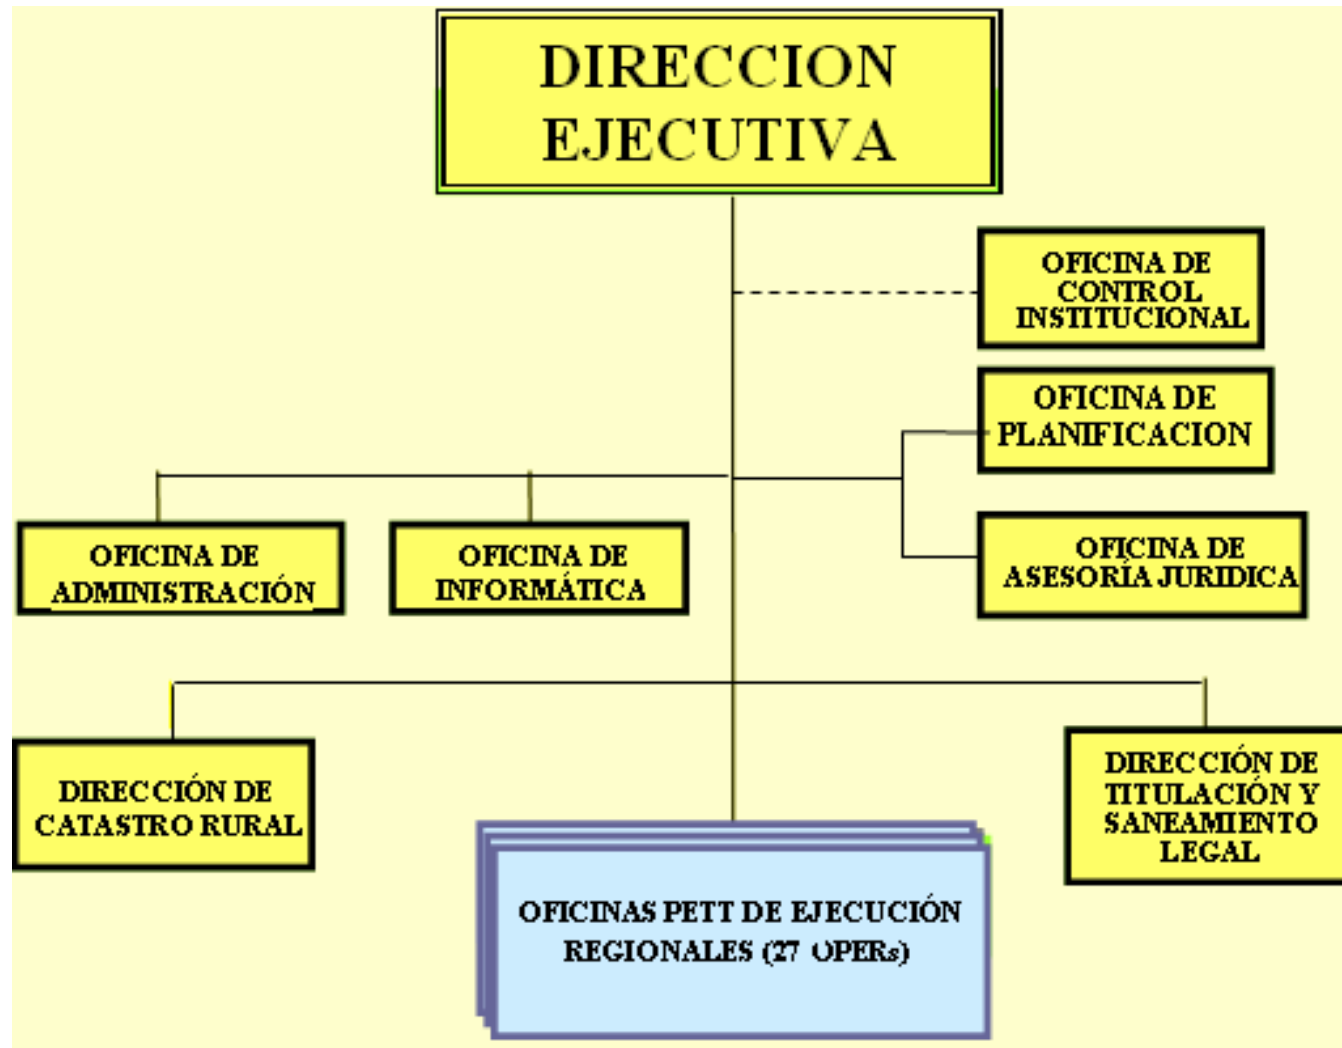 DIRECCION
EJECUTIVA
OFICINA DE
CONTROL
INSTITUCIONAL
OFICINA DE
PLANIFICACION
OFICINA DE
ADMINISTRACIÓN
OFICINA DE
INFORMÁTICA
OFICINA DE
ASESORÍA JURIDICA
DIRECCIÓN DE
CATASTRO RURAL
DIRECCIÓN DE
TITULACIÓN Y
SANEAMIENTO
LEGAL
OFICINAS PETT DE EJECUCIÓN
REGIONALES (27 OPERs)